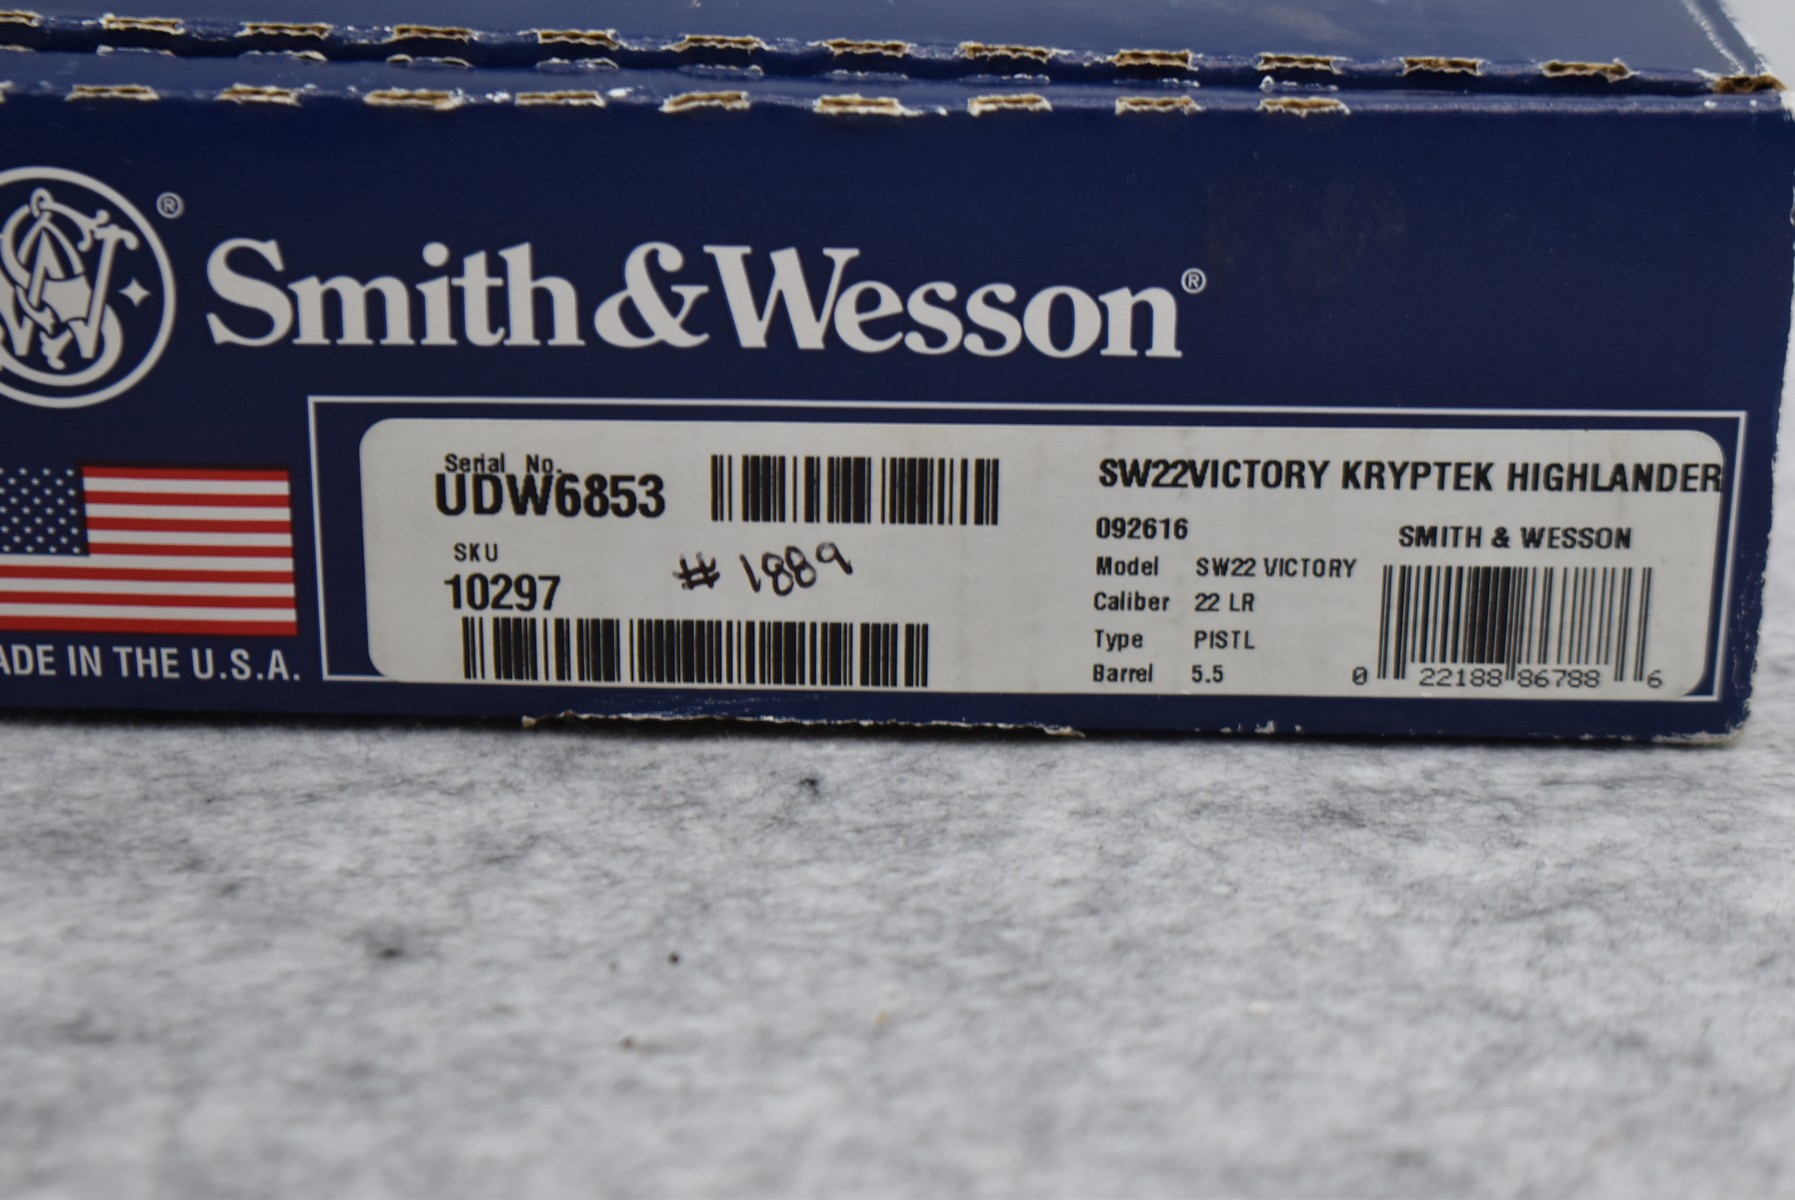 ®
Smith & Wesson®
Serial No.
UDW6853
SKU
10297
# 1889
SW22VICTORY KRYPTEK HIGHLANDER
092616
SMITH & WESSON
Model SW22 VICTORY
Caliber 22 LR
Type PISTL
Barrel 5.5
0 22188 86788 6
ADE IN THE U.S.A.